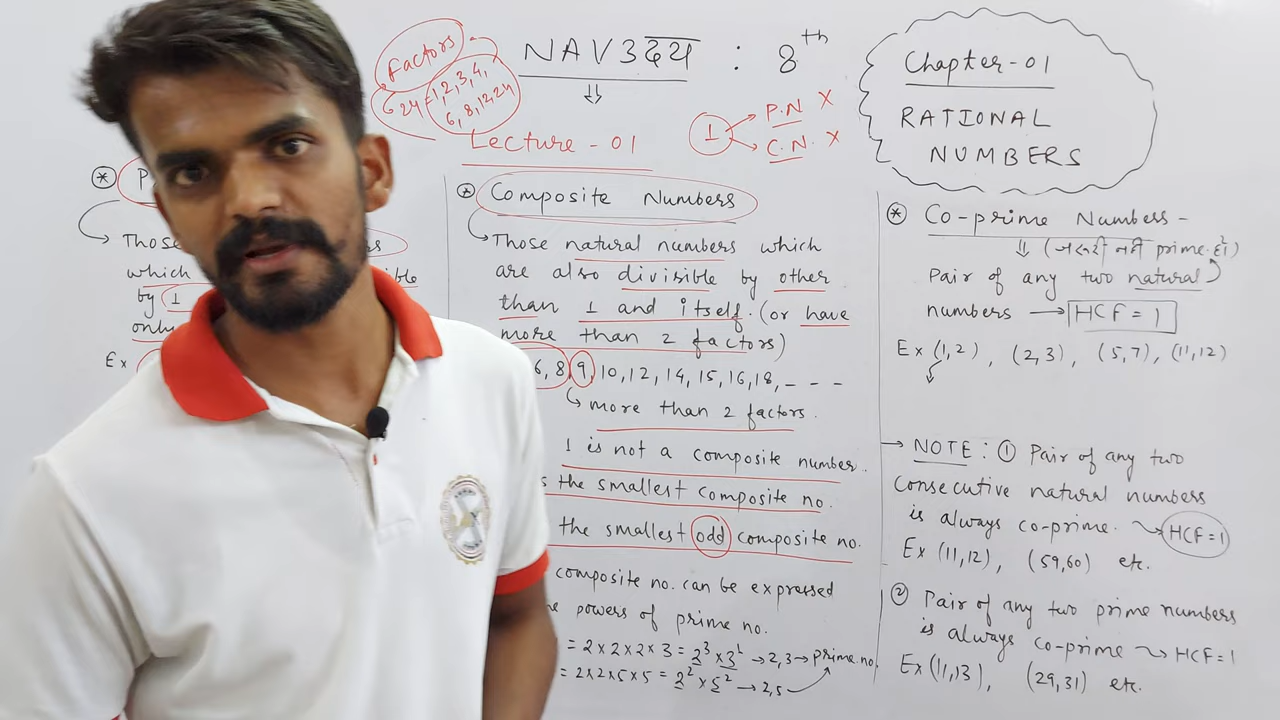 Factors
24 = 1, 2, 3, 4,
6, 8, 12, 24
NAVउदय : 8th
Lecture - 01
1
P.N ×
C.N. ×
Chapter-01
RATIONAL
NUMBERS
P
Those
which
by 1
only
Ex
Composite Numbers
Those natural numbers which
are also divisible by other
than 1 and itself. (or have
more than 2 factors)
6, 8, 9, 10, 12, 14, 15, 16, 18, - - -
more than 2 factors.
1 is not a composite number.
the smallest composite no.
the smallest odd composite no.
composite no. can be expressed
powers of prime no.
= 2×2×2×3 = 2³×3¹ → 2,3 → prime no.
= 2×2×5×5 = 2²×5² → 2,5
Co-prime Numbers -
prime
Pair of any two natural
numbers → HCF = 1
Ex (1,2), (2,3), (5,7), (11,12)
→ NOTE: ① Pair of any two
Consecutive natural numbers
is always co-prime. HCF=1
Ex (11,12), (59,60) etc.
② Pair of any two prime numbers
is always co-prime HCF=1
Ex (11,13), (29,31) etc.